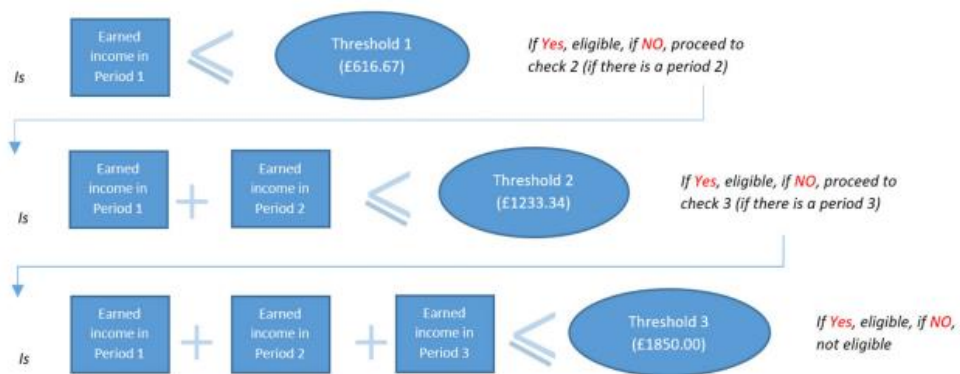 Is
Earned
income in
Period 1
≤
Threshold 1
(£616.67)
If Yes, eligible, if NO, proceed to
check 2 (if there is a period 2)
Is
Earned
income in
Period 1
+
Earned
income in
Period 2
≤
Threshold 2
(£1233.34)
If Yes, eligible, if NO, proceed to
check 3 (if there is a period 3)
Is
Earned
income in
Period 1
+
Earned
income in
Period 2
+
Earned
income in
Period 3
≤
Threshold 3
(£1850.00)
If Yes, eligible, if NO,
not eligible